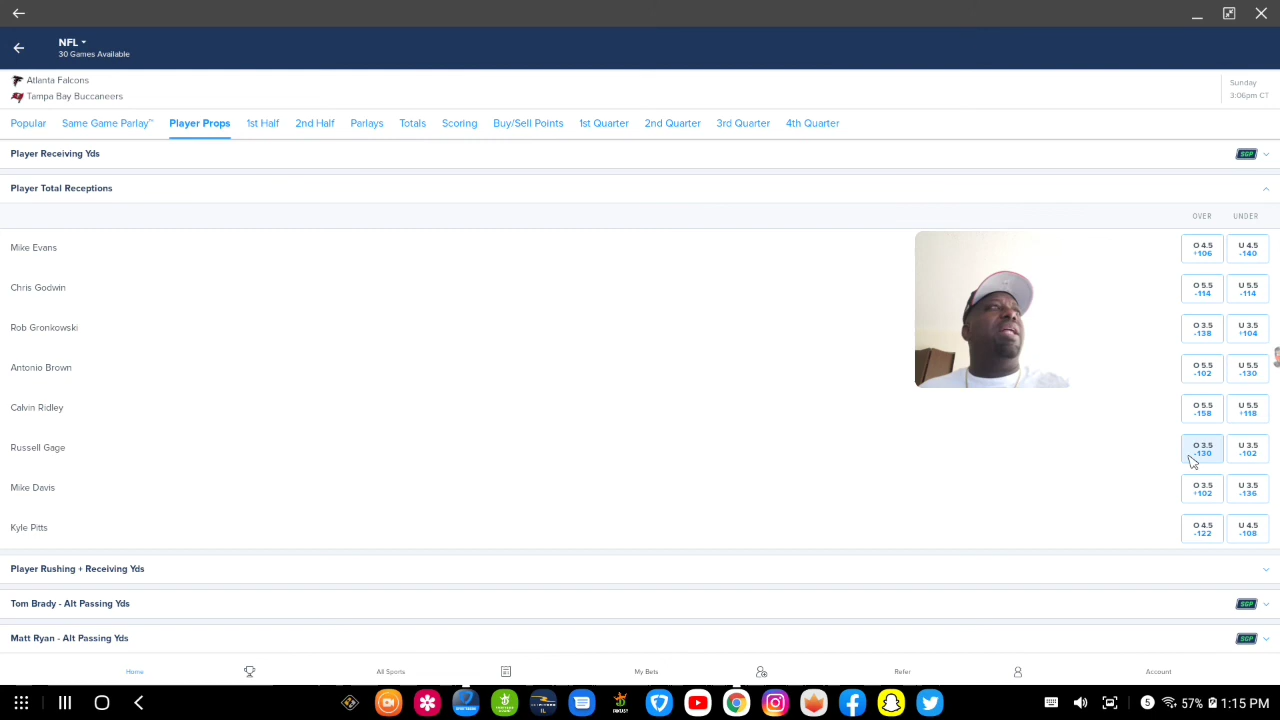 NFL
30 Games Available
Atlanta Falcons
Tampa Bay Buccaneers
Sunday
3:06pm CT
Popular Same Game Parlay™ Player Props 1st Half 2nd Half Parlays Totals Scoring Buy/Sell Points 1st Quarter 2nd Quarter 3rd Quarter 4th Quarter
Player Receiving Yds SGP
Player Total Receptions
OVER UNDER
Mike Evans O 4.5 +106 U 4.5 -140
Chris Godwin O 5.5 -114 U 5.5 -114
Rob Gronkowski O 3.5 -138 U 3.5 +104
Antonio Brown O 5.5 -102 U 5.5 -130
Calvin Ridley O 5.5 -158 U 5.5 +118
Russell Gage O 3.5 -130 U 3.5 -102
Mike Davis O 3.5 +102 U 3.5 -136
Kyle Pitts O 4.5 -122 U 4.5 -108
Player Rushing + Receiving Yds
Tom Brady - Alt Passing Yds SGP
Matt Ryan - Alt Passing Yds SGP
Home All Sports My Bets Refer Account
5 57% 1:15 PM